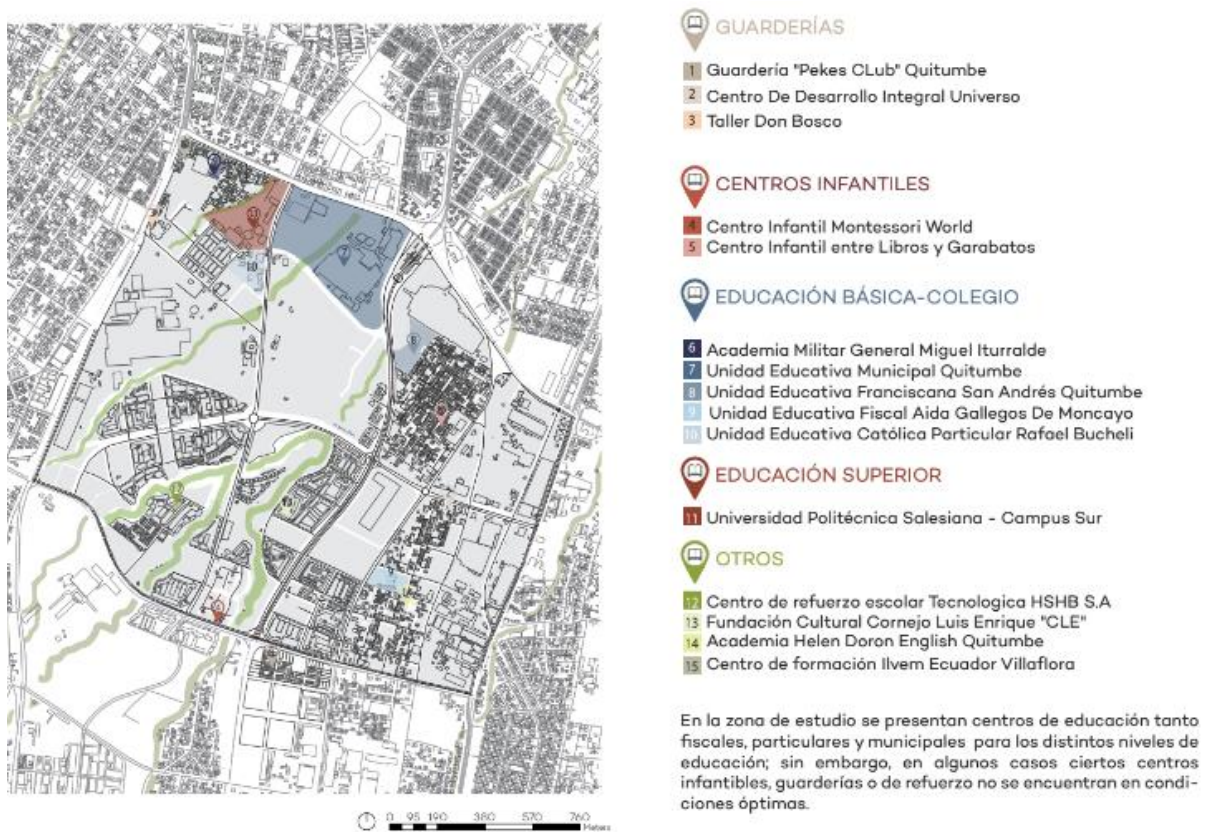 GUARDERÍAS
1 Guardería "Pekes CLub" Quitumbe
2 Centro De Desarrollo Integral Universo
3 Taller Don Bosco
CENTROS INFANTILES
4 Centro Infantil Montessori World
5 Centro Infantil entre Libros y Garabatos
EDUCACIÓN BÁSICA-COLEGIO
6 Academia Militar General Miguel Iturralde
7 Unidad Educativa Municipal Quitumbe
8 Unidad Educativa Franciscana San Andrés Quitumbe
9 Unidad Educativa Fiscal Aida Gallegos De Moncayo
10 Unidad Educativa Católica Particular Rafael Bucheli
EDUCACIÓN SUPERIOR
11 Universidad Politécnica Salesiana - Campus Sur
OTROS
12 Centro de refuerzo escolar Tecnologica HSHB S.A
13 Fundación Cultural Cornejo Luis Enrique "CLE"
14 Academia Helen Doron English Quitumbe
15 Centro de formación Ilvem Ecuador Villaflora
En la zona de estudio se presentan centros de educación tanto
fiscales, particulares y municipales para los distintos niveles de
educación; sin embargo, en algunos casos ciertos centros
infantibles, guarderías o de refuerzo no se encuentran en condi-
ciones óptimas.
0 95 190 380 570 760
Meters